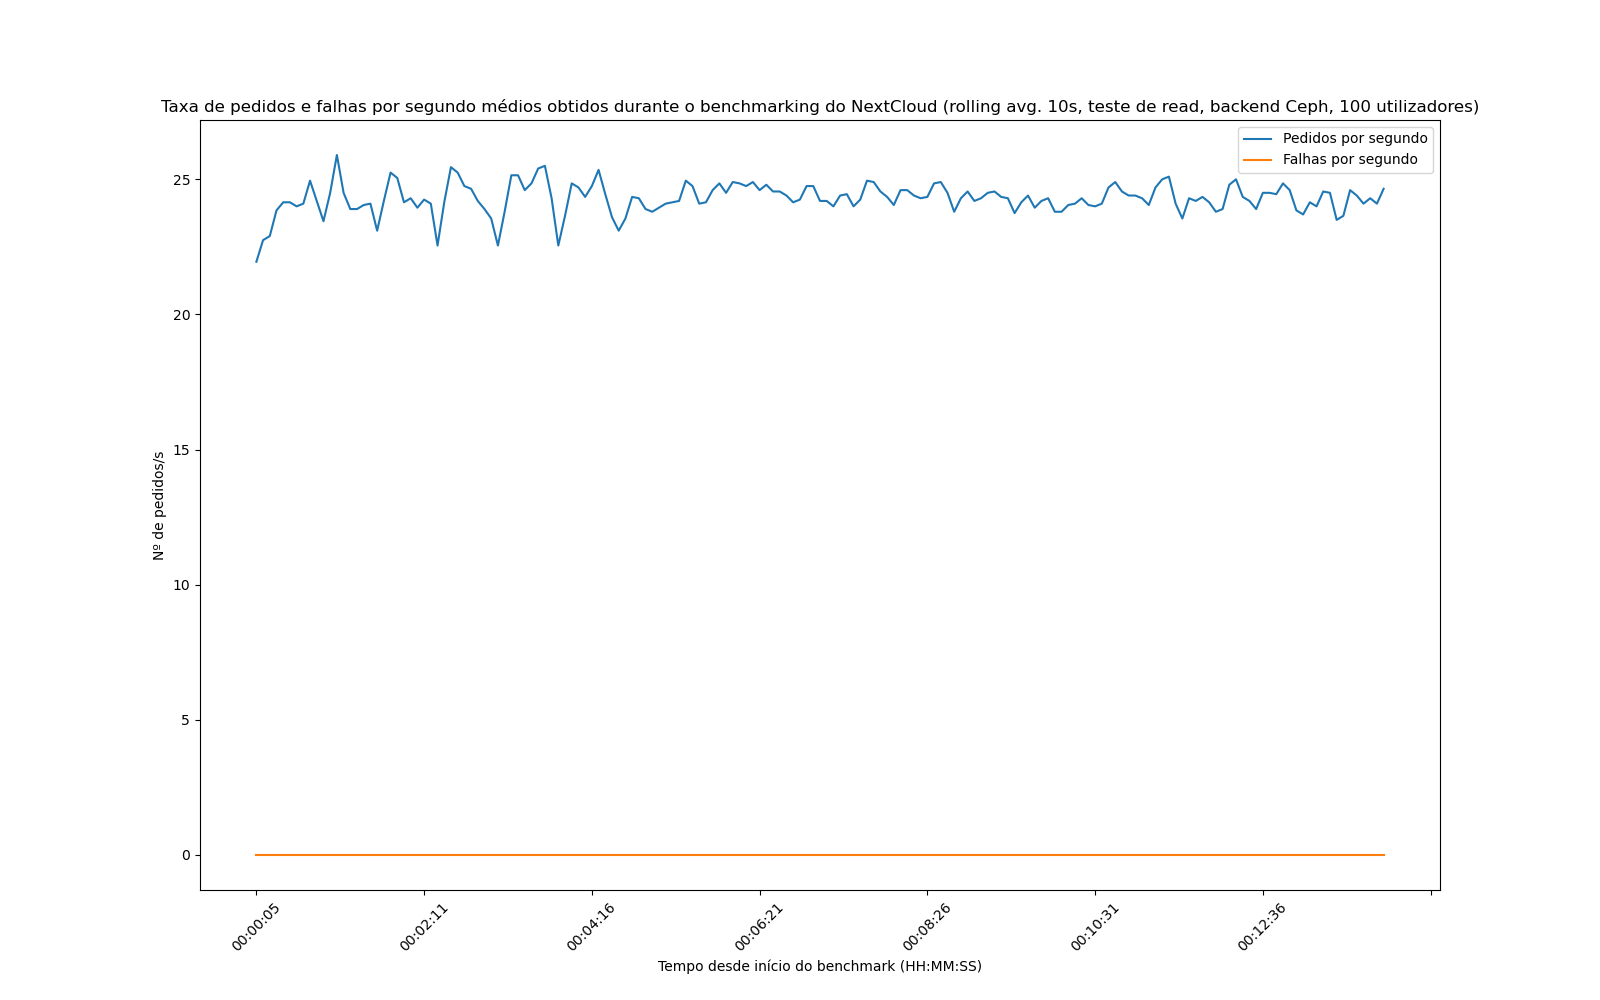 Taxa de pedidos e falhas por segundo médios obtidos durante o benchmarking do NextCloud (rolling avg. 10s, teste de read, backend Ceph, 100 utilizadores)
Pedidos por segundo
Falhas por segundo
25
20
15
10
5
0
Nº de pedidos/s
00:00:05
00:02:11
00:04:16
00:06:21
00:08:26
00:10:31
00:12:36
Tempo desde início do benchmark (HH:MM:SS)